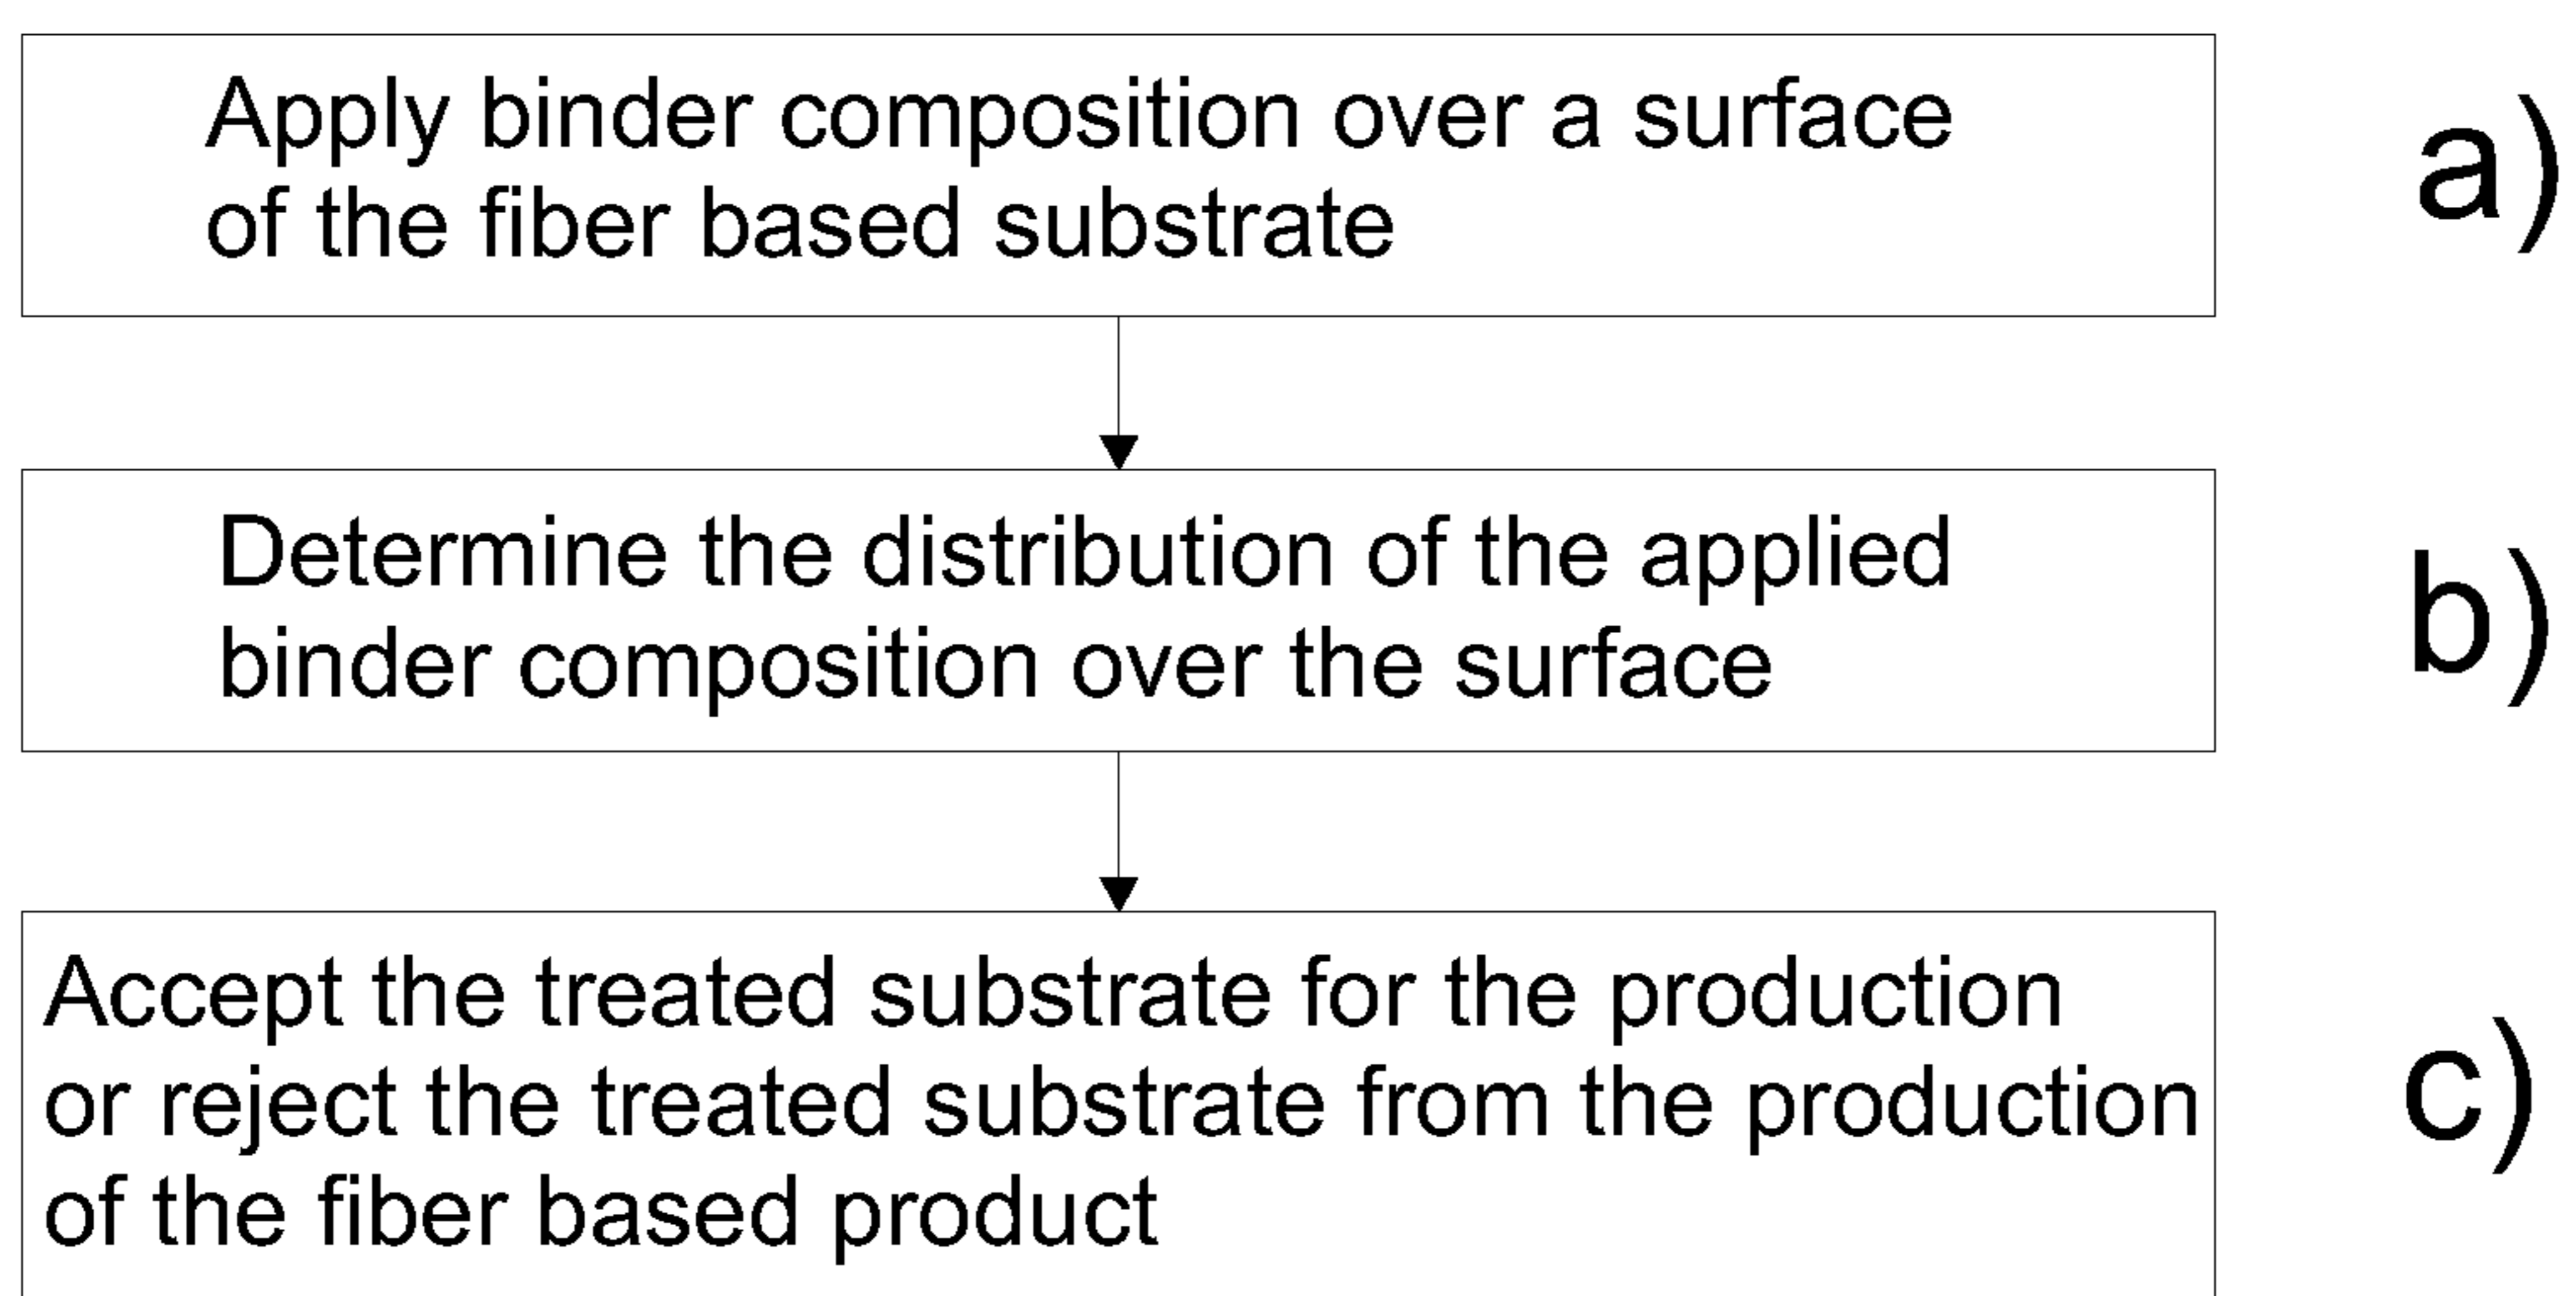 Apply binder composition over a surface
of the fiber based substrate
a)
Determine the distribution of the applied
binder composition over the surface
b)
Accept the treated substrate for the production
or reject the treated substrate from the production
of the fiber based product
c)